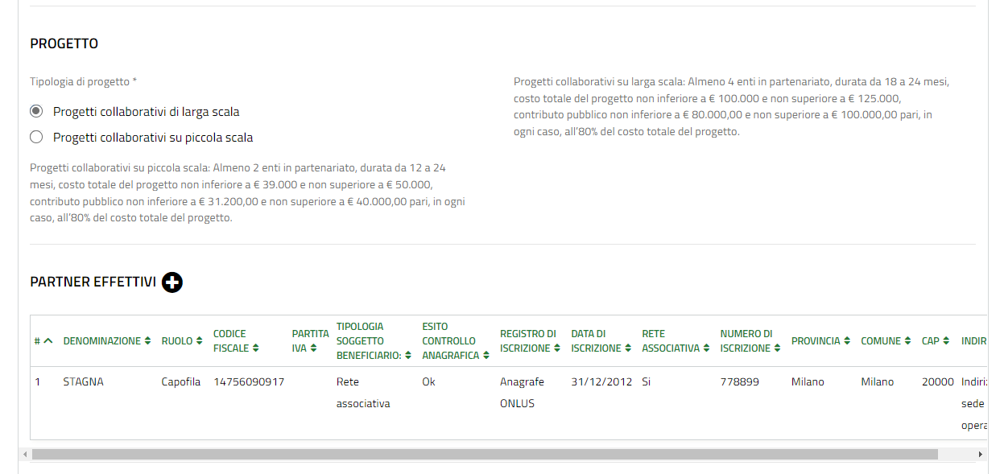 PROGETTO
Tipologia di progetto *
Progetti collaborativi di larga scala
Progetti collaborativi su piccola scala
Progetti collaborativi su piccola scala: Almeno 2 enti in partenariato, durata da 12 a 24
mesi, costo totale del progetto non inferiore a € 39.000 e non superiore a € 50.000,
contributo pubblico non inferiore a € 31.200,00 e non superiore a € 40.000,00 pari, in ogni
caso, all'80% del costo totale del progetto.
Progetti collaborativi su larga scala: Almeno 4 enti in partenariato, durata da 18 a 24 mesi,
costo totale del progetto non inferiore a € 100.000 e non superiore a € 125.000,
contributo pubblico non inferiore a € 80.000,00 e non superiore a € 100.000,00 pari, in
ogni caso, all'80% del costo totale del progetto.
PARTNER EFFETTIVI
# DENOMINAZIONE RUOLO CODICE FISCALE PARTITA IVA TIPOLOGIA SOGGETTO BENEFICIARIO: ESITO CONTROLLO ANAGRAFICA REGISTRO DI ISCRIZIONE DATA DI ISCRIZIONE RETE ASSOCIATIVA NUMERO DI ISCRIZIONE PROVINCIA COMUNE CAP INDIR
1 STAGNA Capofila 14756090917 Rete associativa Ok Anagrafe ONLUS 31/12/2012 Si 778899 Milano Milano 20000 Indiri: sede opera